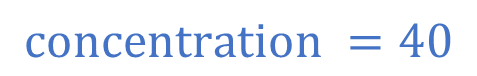 concentration = 40